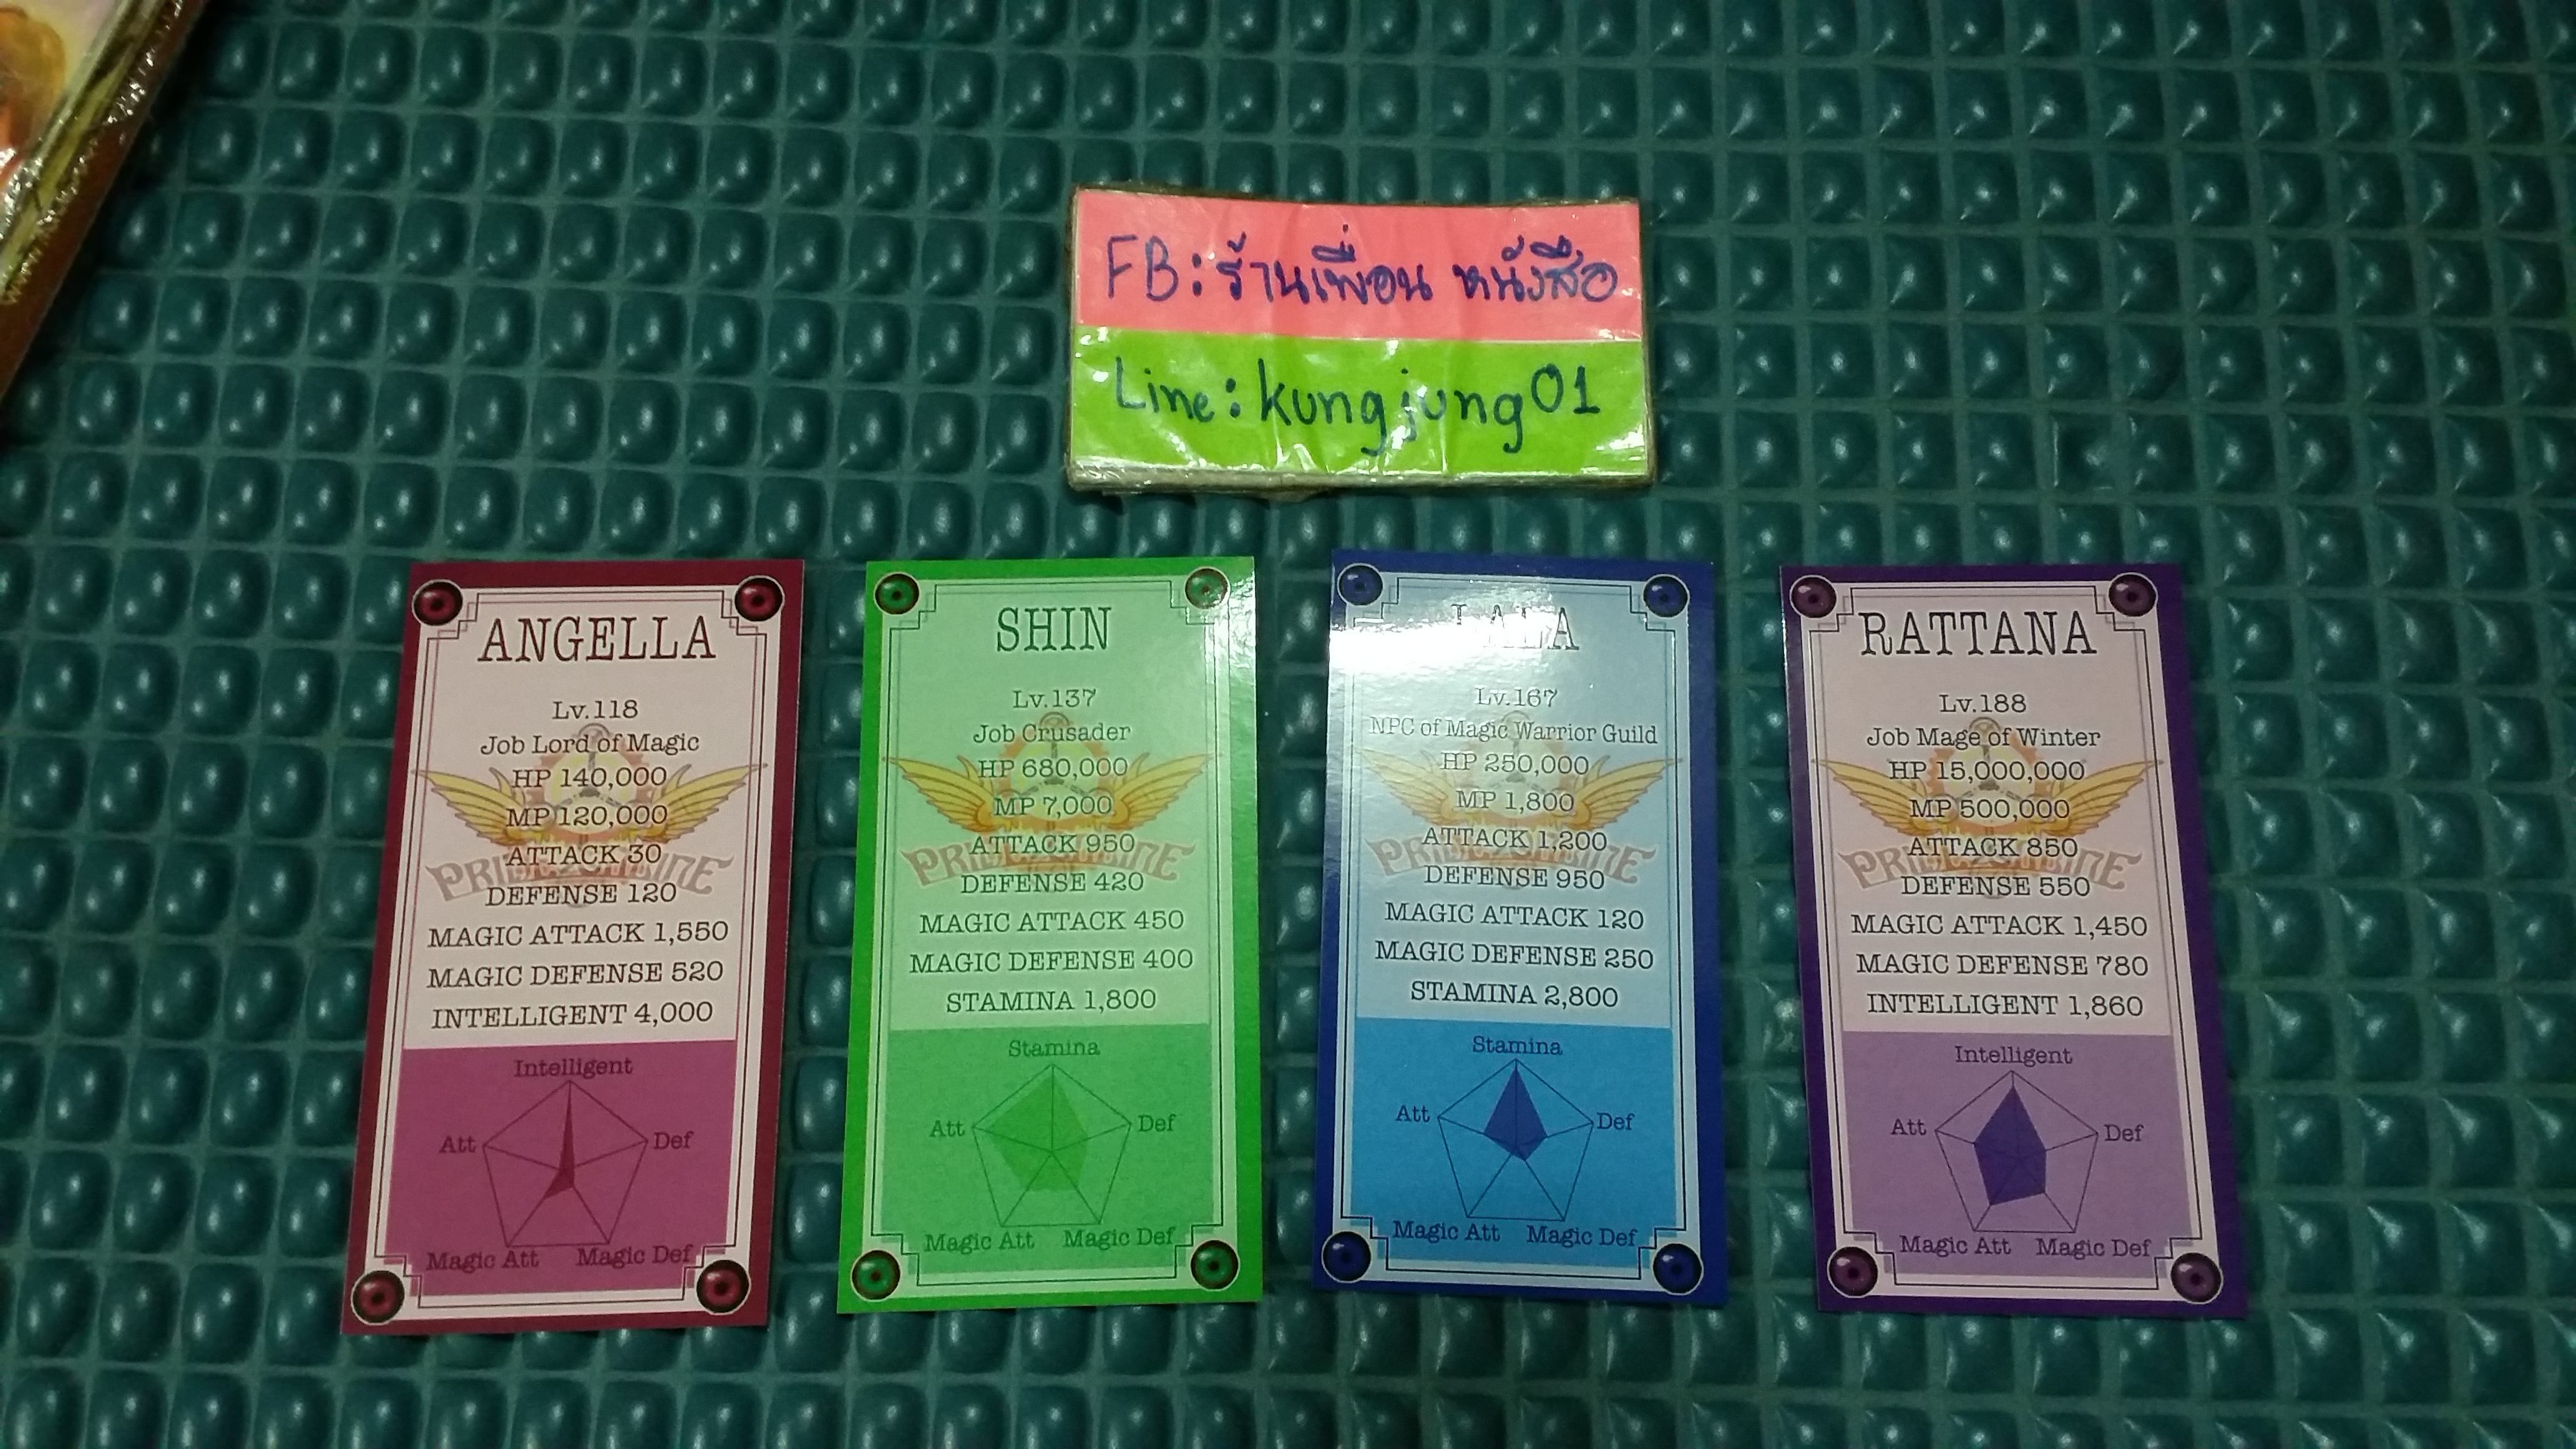 FB: ร้านเพื่อน หนังสือ
Line: kungjung01
ANGELLA
Lv.118
Job Lord of Magic
HP 140,000
MP 120,000
ATTACK 30
DEFENSE 120
MAGIC ATTACK 1,550
MAGIC DEFENSE 520
INTELLIGENT 4,000
Intelligent
Att
Def
Magic Att
Magic Def
SHIN
Lv.137
Job Crusader
HP 680,000
MP 7,000
ATTACK 950
DEFENSE 420
MAGIC ATTACK 450
MAGIC DEFENSE 400
STAMINA 1,800
Stamina
Att
Def
Magic Att
Magic Def
LALA
Lv.167
NPC of Magic Warrior Guild
HP 250,000
MP 1,800
ATTACK 1,200
DEFENSE 950
MAGIC ATTACK 120
MAGIC DEFENSE 250
STAMINA 2,800
Stamina
Att
Def
Magic Att
Magic Def
RATTANA
Lv.188
Job Mage of Winter
HP 15,000,000
MP 500,000
ATTACK 850
DEFENSE 550
MAGIC ATTACK 1,450
MAGIC DEFENSE 780
INTELLIGENT 1,860
Intelligent
Att
Def
Magic Att
Magic Def